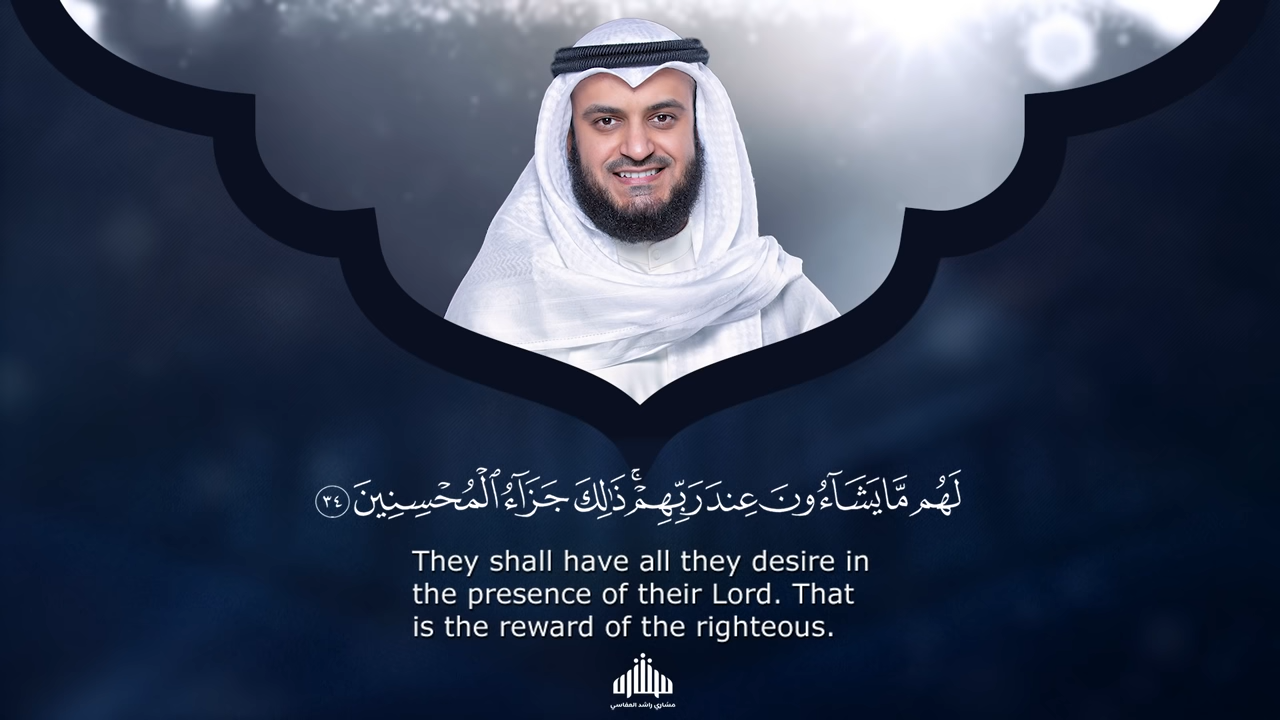 لَهُم مَّا يَشَآءُونَ عِندَ رَبِّهِمْ ۚ ذَٰلِكَ جَزَآءُ ٱلْمُحْسِنِينَ ٣٤
They shall have all they desire in
the presence of their Lord. That
is the reward of the righteous.
مشاري راشد العفاسي